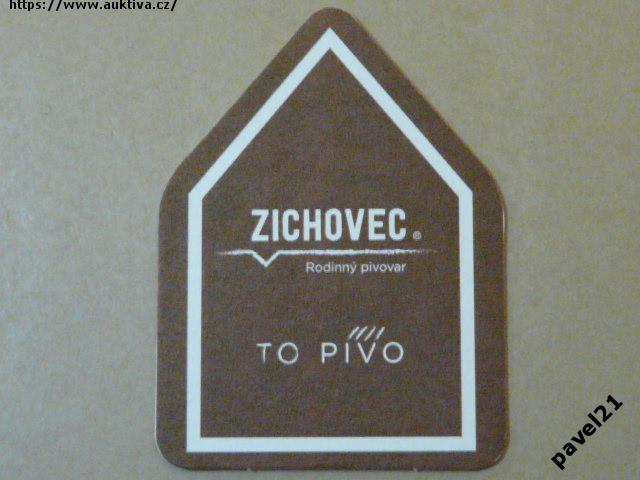 https://www.auktiva.cz/
ZICHOVEC®
Rodinný pivovar
TO PIVO
pavel21